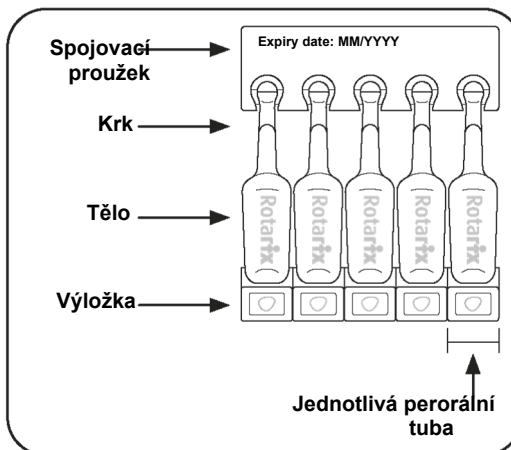 Expiry date: MM/YYYY
Spojovací
proužek
Krk
Tělo
Rotarix Rotarix Rotarix Rotarix Rotarix
Výložka
Jednotlivá perorální
tuba